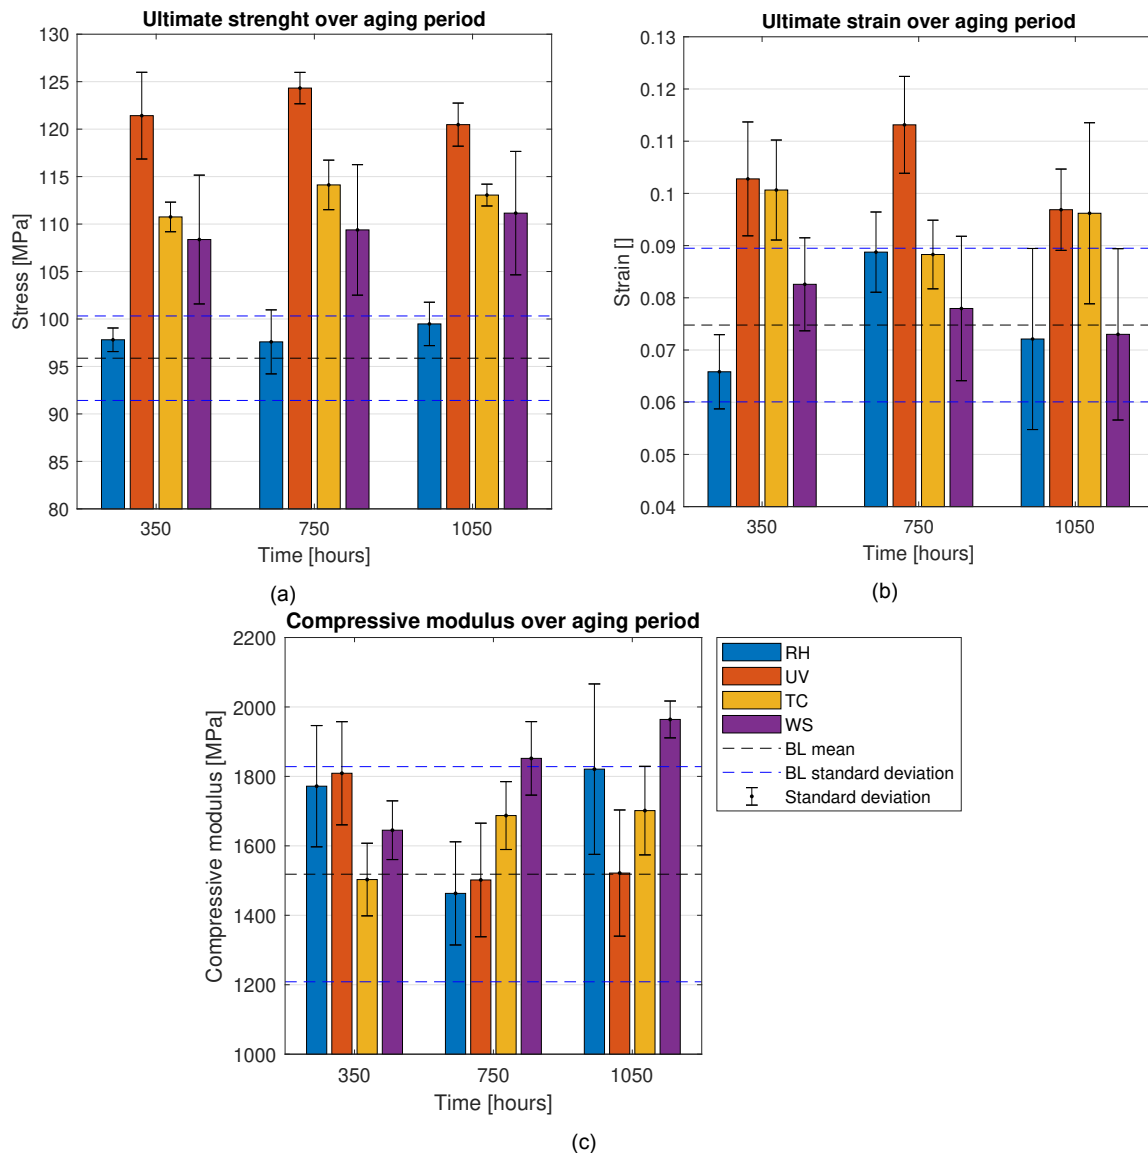 Ultimate strenght over aging period
130
125
120
115
110
105
100
95
90
85
80
Stress [MPa]
350 750 1050
Time [hours]
(a)
Ultimate strain over aging period
0.13
0.12
0.11
0.1
0.09
0.08
0.07
0.06
0.05
0.04
Strain []
350 750 1050
Time [hours]
(b)
Compressive modulus over aging period
2200
2000
1800
1600
1400
1200
1000
Compressive modulus [MPa]
350 750 1050
Time [hours]
RH
UV
TC
WS
BL mean
BL standard deviation
Standard deviation
(c)